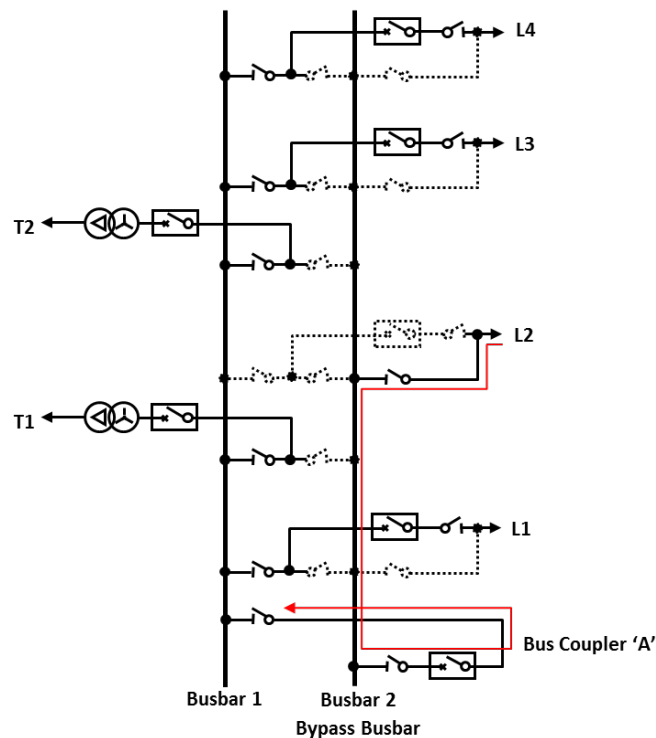 L4
L3
T2
L2
T1
L1
Bus Coupler ‘A’
Busbar 1
Busbar 2
Bypass Busbar